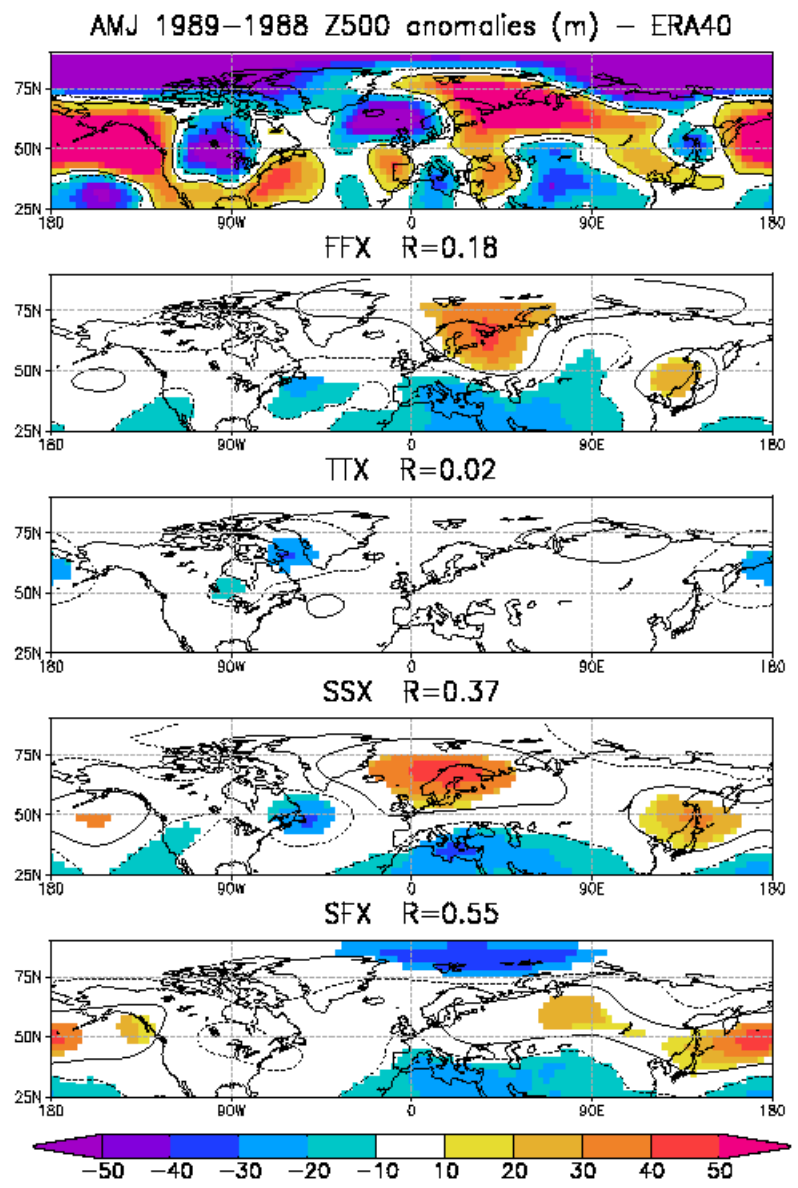 AMJ 1989-1988 Z500 anomalies (m) - ERA40
75N
50N
25N
180 90W 0 90E 180
FFX R=0.18
75N
50N
25N
180 90W 0 90E 180
TTX R=0.02
75N
50N
25N
180 90W 0 90E 180
SSX R=0.37
75N
50N
25N
180 90W 0 90E 180
SFX R=0.55
75N
50N
25N
180 90W 0 90E 180
-50 -40 -30 -20 -10 10 20 30 40 50